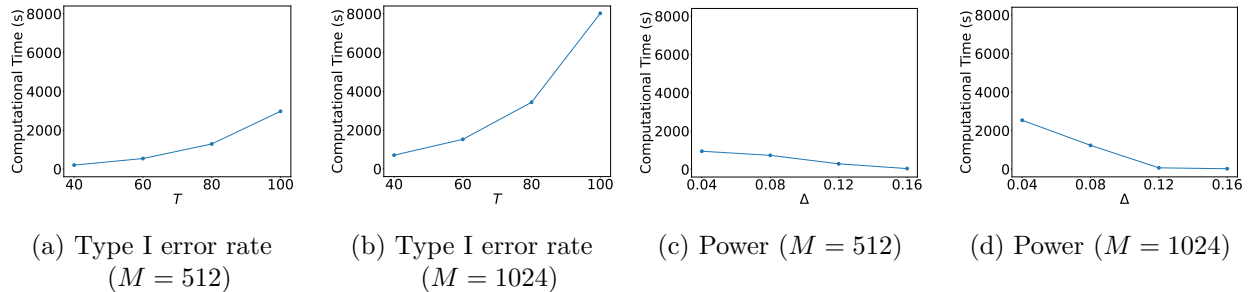 Computational Time (s)
8000
6000
4000
2000
0
40 60 80 100
T
(a) Type I error rate
(M = 512)
Computational Time (s)
8000
6000
4000
2000
0
40 60 80 100
T
(b) Type I error rate
(M = 1024)
Computational Time (s)
8000
6000
4000
2000
0
0.04 0.08 0.12 0.16
Δ
(c) Power (M = 512)
Computational Time (s)
8000
6000
4000
2000
0
0.04 0.08 0.12 0.16
Δ
(d) Power (M = 1024)